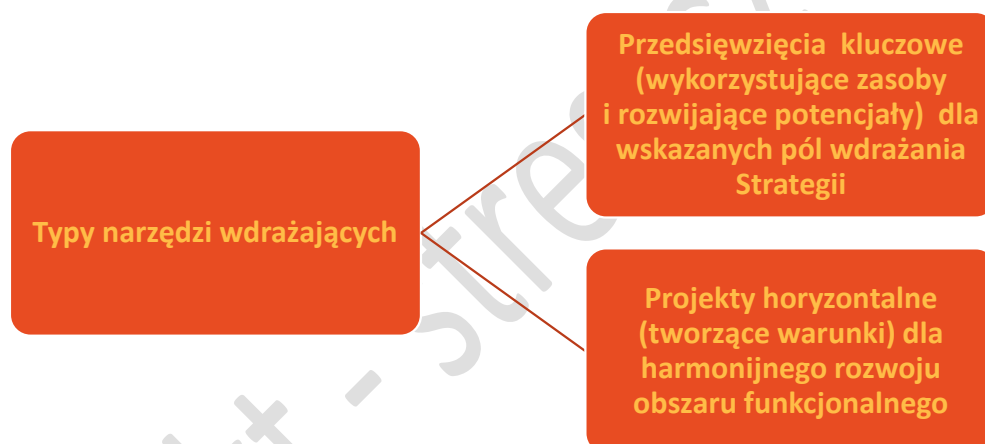 Typy narzędzi wdrażających
Przedsięwzięcia kluczowe
(wykorzystujące zasoby
i rozwijające potencjały) dla
wskazanych pól wdrażania
Strategii
Projekty horyzontalne
(tworzące warunki) dla
harmonijnego rozwoju
obszaru funkcjonalnego